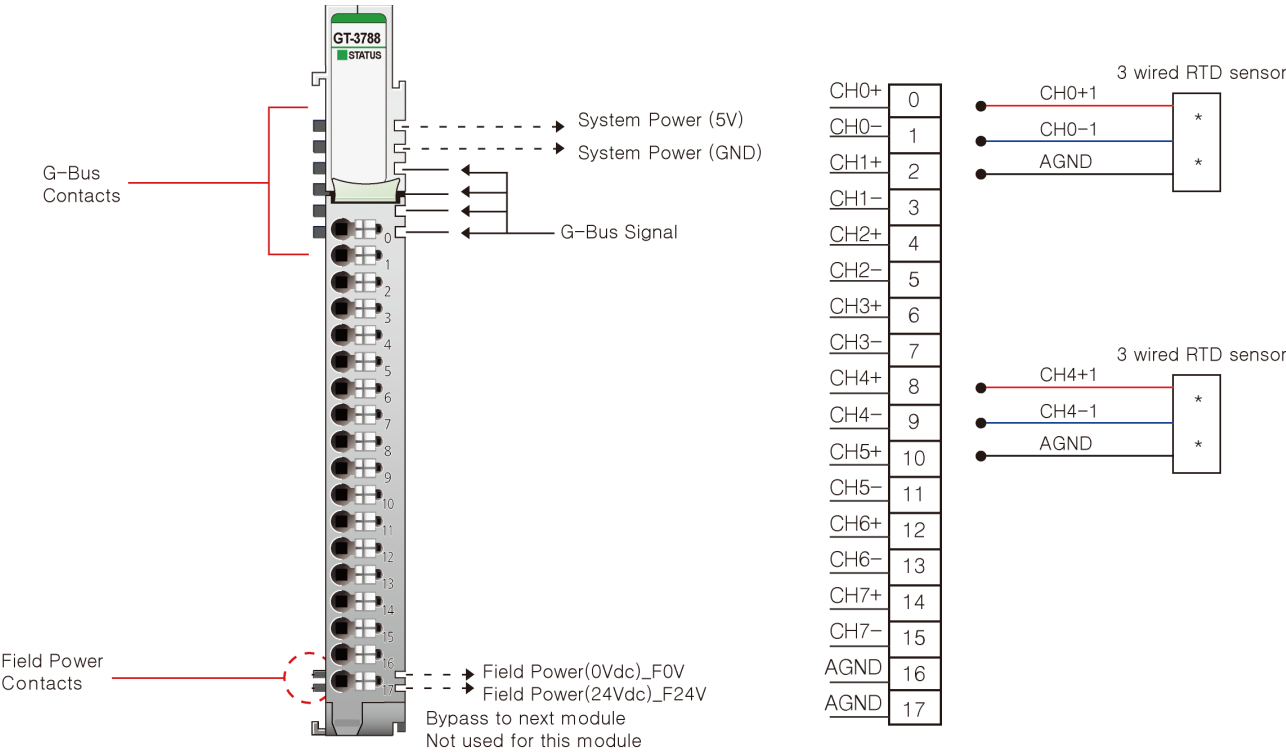 GT-3788
STATUS
G-Bus
Contacts
System Power (5V)
System Power (GND)
G-Bus Signal
0
1
2
3
4
5
6
7
8
9
10
11
12
13
14
15
16
17
Field Power
Contacts
Field Power(0Vdc)_F0V
Field Power(24Vdc)_F24V
Bypass to next module
Not used for this module
CH0+ 0
CH0- 1
CH1+ 2
CH1- 3
CH2+ 4
CH2- 5
CH3+ 6
CH3- 7
CH4+ 8
CH4- 9
CH5+ 10
CH5- 11
CH6+ 12
CH6- 13
CH7+ 14
CH7- 15
AGND 16
AGND 17
3 wired RTD sensor
CH0+1
*
CH0-1
AGND
*
3 wired RTD sensor
CH4+1
*
CH4-1
AGND
*